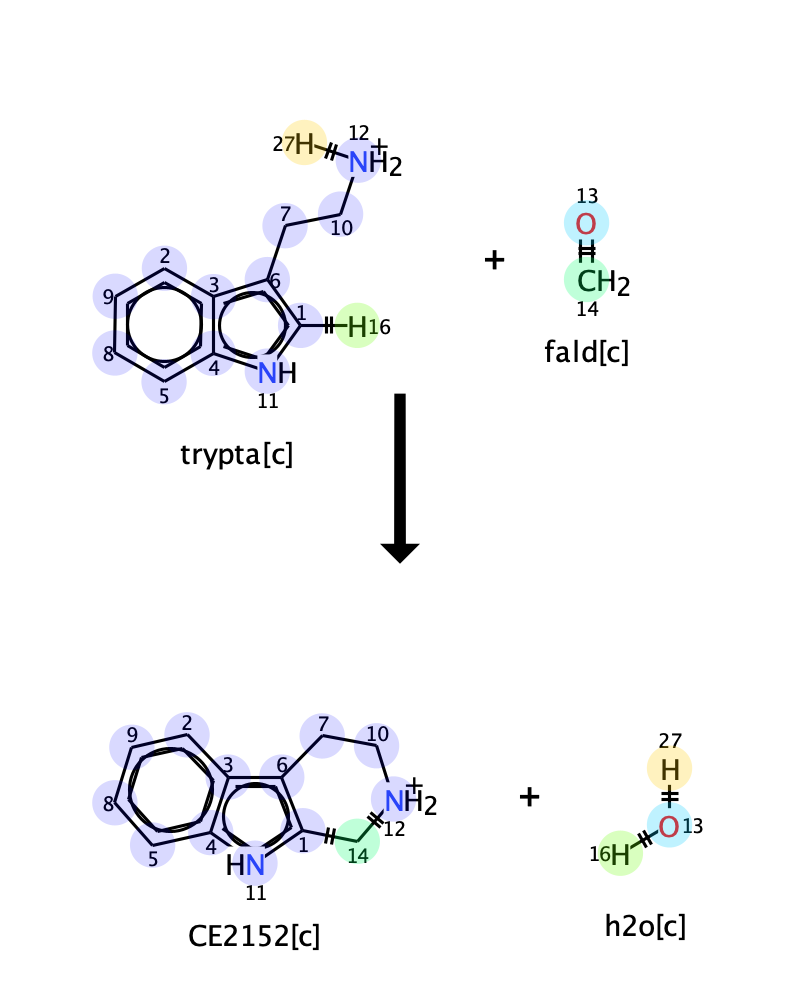 12
27H NH2 +
13
O
7
10
+
CH2
14
2
9 3 6
1 H16
8 4 NH
5 11
fald[c]
trypta[c]
9 2 7 10
3 6
8 NH2 +
12
5 4 1 14
HN
11
CE2152[c]
+
27
H
O13
16H
h2o[c]